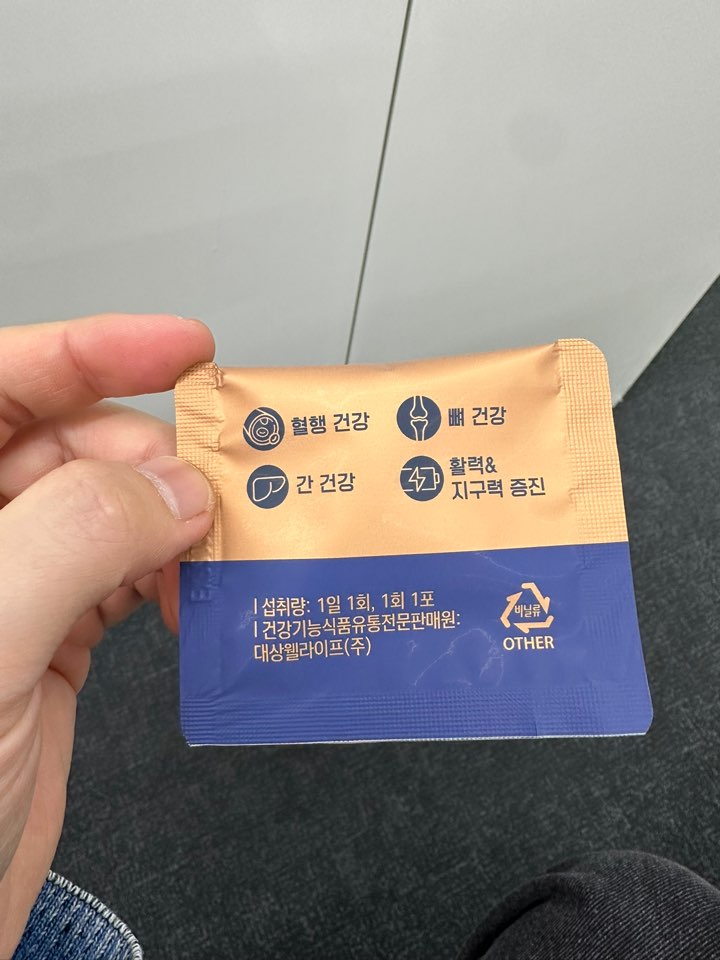 혈행 건강
뼈 건강
간 건강
활력&
지구력 증진
| 섭취량: 1일 1회, 1회 1포
| 건강기능식품유통전문판매원:
대상웰라이프(주)
비닐류
OTHER